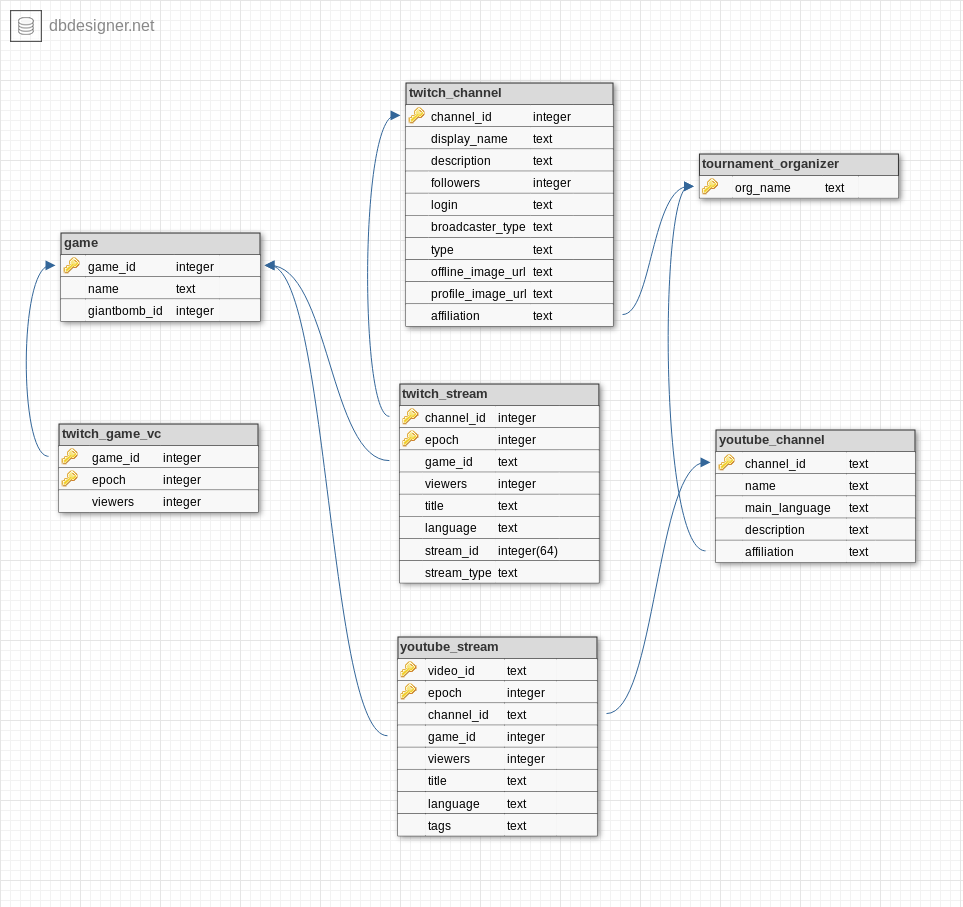 dbdesigner.net
twitch_channel
channel_id integer
display_name text
description text
followers integer
login text
broadcaster_type text
type text
offline_image_url text
profile_image_url text
affiliation text
tournament_organizer
org_name text
game
game_id integer
name text
giantbomb_id integer
twitch_stream
channel_id integer
epoch integer
game_id text
viewers integer
title text
language text
stream_id integer(64)
stream_type text
twitch_game_vc
game_id integer
epoch integer
viewers integer
youtube_channel
channel_id text
name text
main_language text
description text
affiliation text
youtube_stream
video_id text
epoch integer
channel_id text
game_id integer
viewers integer
title text
language text
tags text